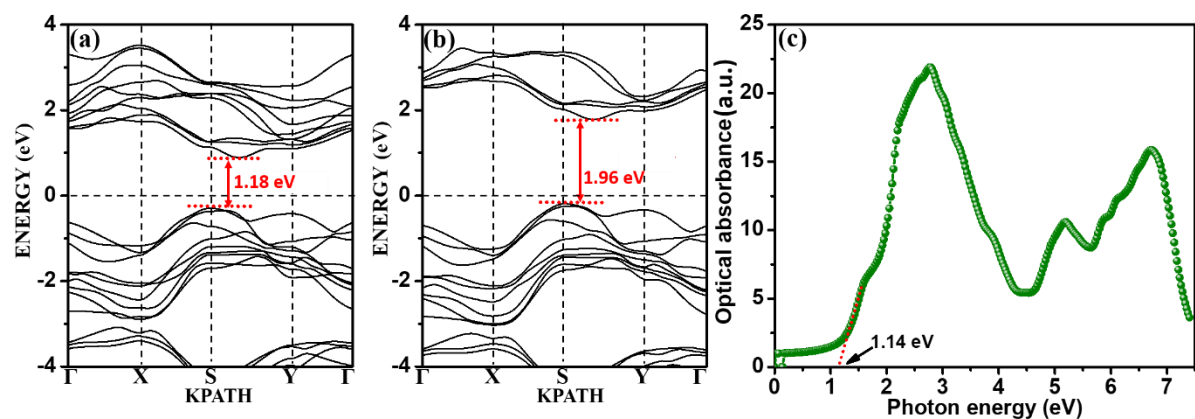 (a)
4
2
0
-2
-4
ENERGY (eV)
1.18 eV
Γ X S Y Γ
KPATH
(b)
4
2
0
-2
-4
ENERGY (eV)
1.96 eV
Γ X S Y Γ
KPATH
(c)
25
20
15
10
5
0
Optical absorbance (a.u.)
1.14 eV
0 1 2 3 4 5 6 7
Photon energy (eV)